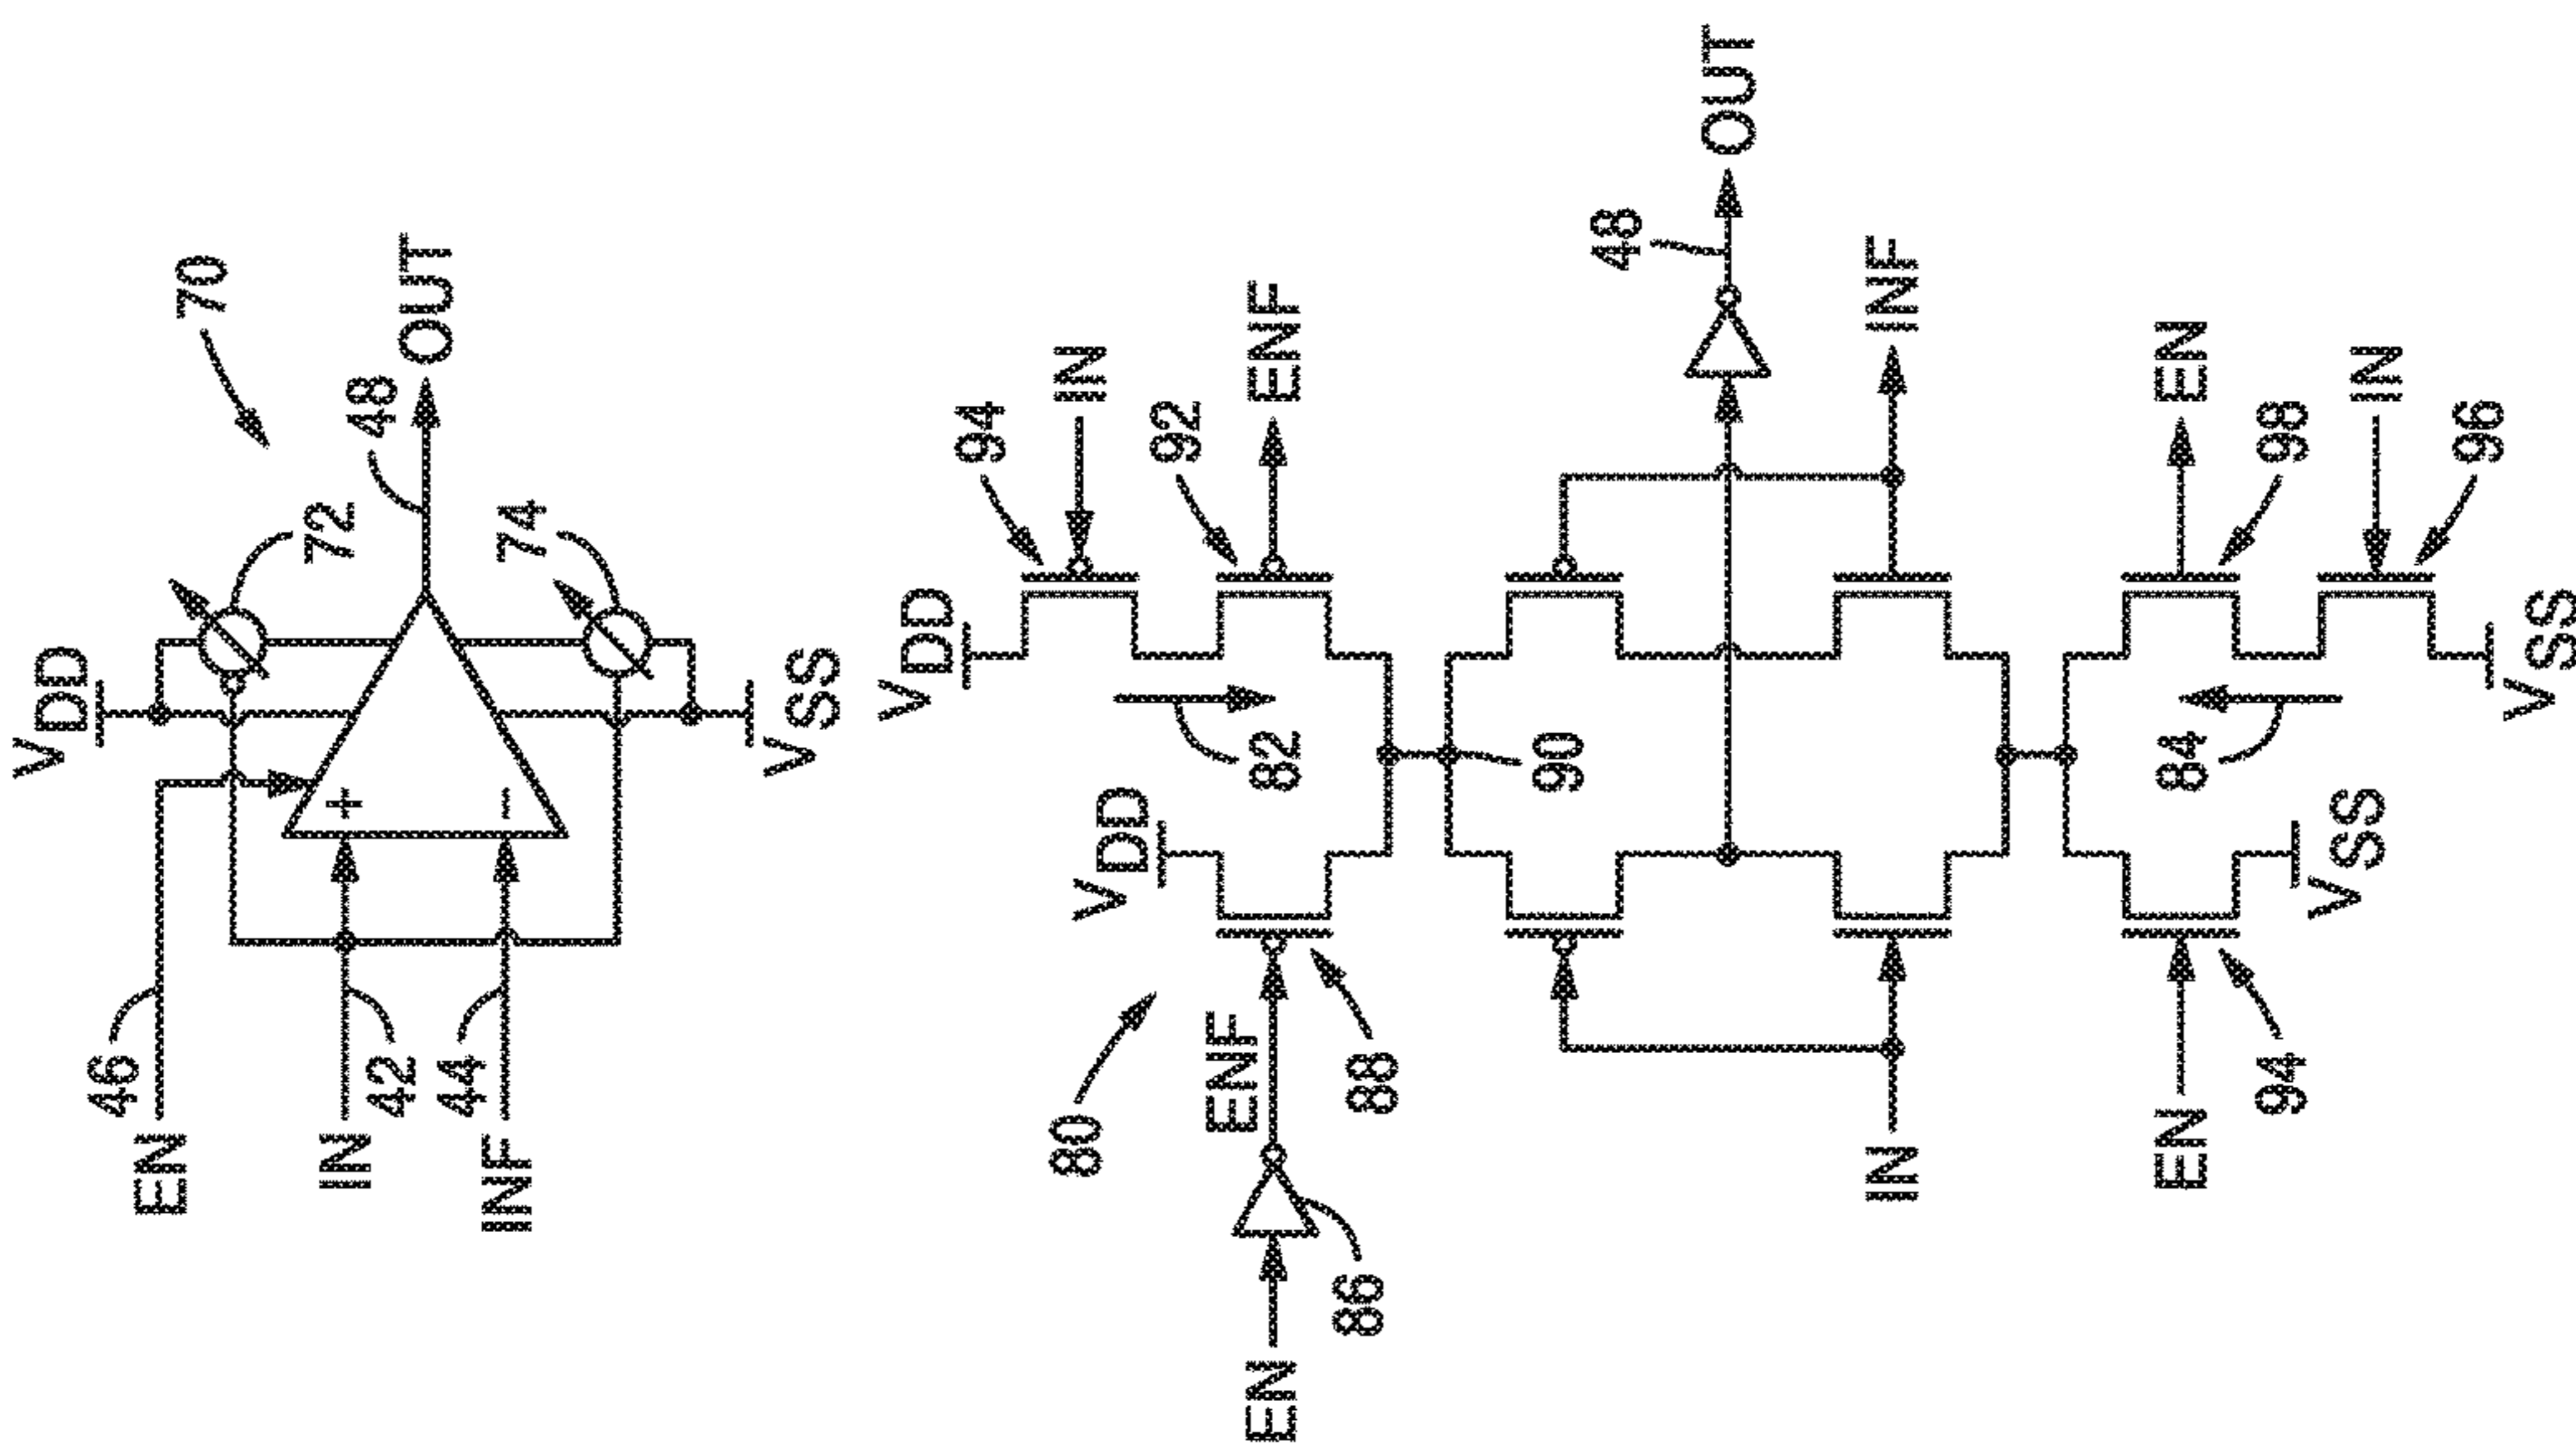 70
VDD
72
48
OUT
74
VSS
46
EN
IN
42
44
INF
80
VDD
94
IN
92
ENF
82
VDD
EN
86
ENF
88
90
48
OUT
INF
IN
84
EN
98
IN
96
VSS
EN
94
VSS